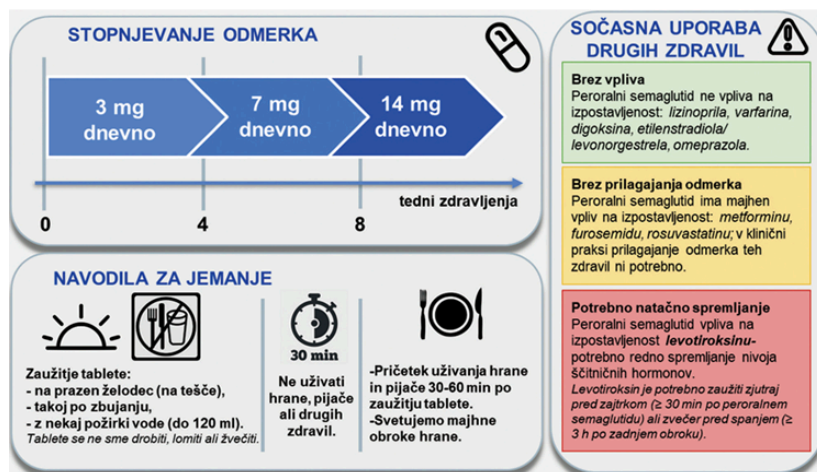 STOPNJEVANJE ODMERKA
3 mg
dnevno
7 mg
dnevno
14 mg
dnevno
tedni zdravljenja
0
4
8
NAVODILA ZA JEMANJE
Zaužitje tablete:
- na prazen želodec (na tešče),
- takoj po zbujanju,
- z nekaj požirki vode (do 120 ml).
Tablete se ne sme drobiti, lomiti ali žvečiti.
30 min
Ne uživati
hrane, pijače
ali drugih
zdravil.
-Pričetek uživanja hrane
in pijače 30-60 min po
zaužitju tablete.
-Svetujemo majhne
obroke hrane.
SOČASNA UPORABA
DRUGIH ZDRAVIL
Brez vpliva
Peroralni semaglutid ne vpliva na
izpostavljenost: lizinoprila, varfarina,
digoksina, etilenstradiola/
levonorgestrela, omeprazola.
Brez prilagajanja odmerka
Peroralni semaglutid ima majhen
vpliv na izpostavljenost: metforminu,
furosemidu, rosuvastatinu; v klinični
praksi prilagajanje odmerka teh
zdravil ni potrebno.
Potrebno natačno spremljanje
Peroralni semaglutid vpliva na
izpostavljenost levotiroksinu-
potrebno redno spremljanje nivoja
ščitničnih hormonov.
Levotiroksin je potrebno zaužiti zjutraj
pred zajtrkom (≥ 30 min po peroralnem
semaglutidu) ali zvečer pred spanjem (≥
3 h po zadnjem obroku).